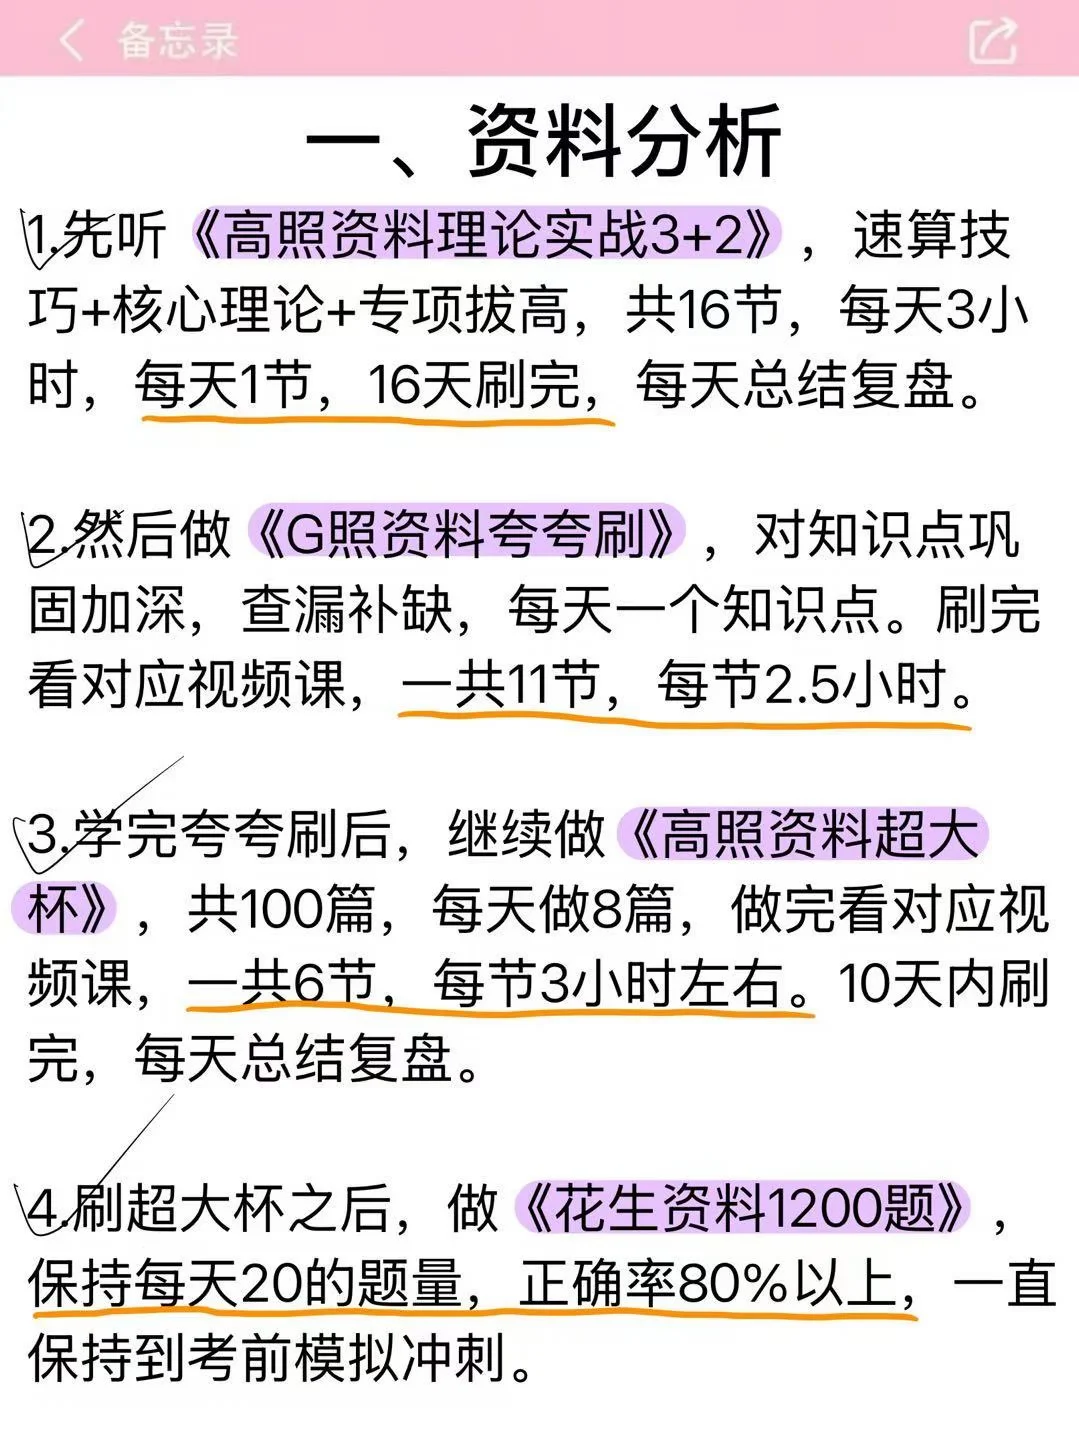 备忘录
一、资料分析
1.先听《高照资料理论实战3+2》，速算技
巧+核心理论+专项拔高，共16节，每天3小
时，每天1节，16天刷完，每天总结复盘。
2.然后做《G照资料夸夸刷》，对知识点巩
固加深，查漏补缺，每天一个知识点。刷完
看对应视频课，一共11节，每节2.5小时。
3.学完夸夸刷后，继续做《高照资料超大
杯》，共100篇，每天做8篇，做完看对应视
频课，一共6节，每节3小时左右。10天内刷
完，每天总结复盘。
4.刷超大杯之后，做《花生资料1200题》，
保持每天20的题量，正确率80%以上，一直
保持到考前模拟冲刺。